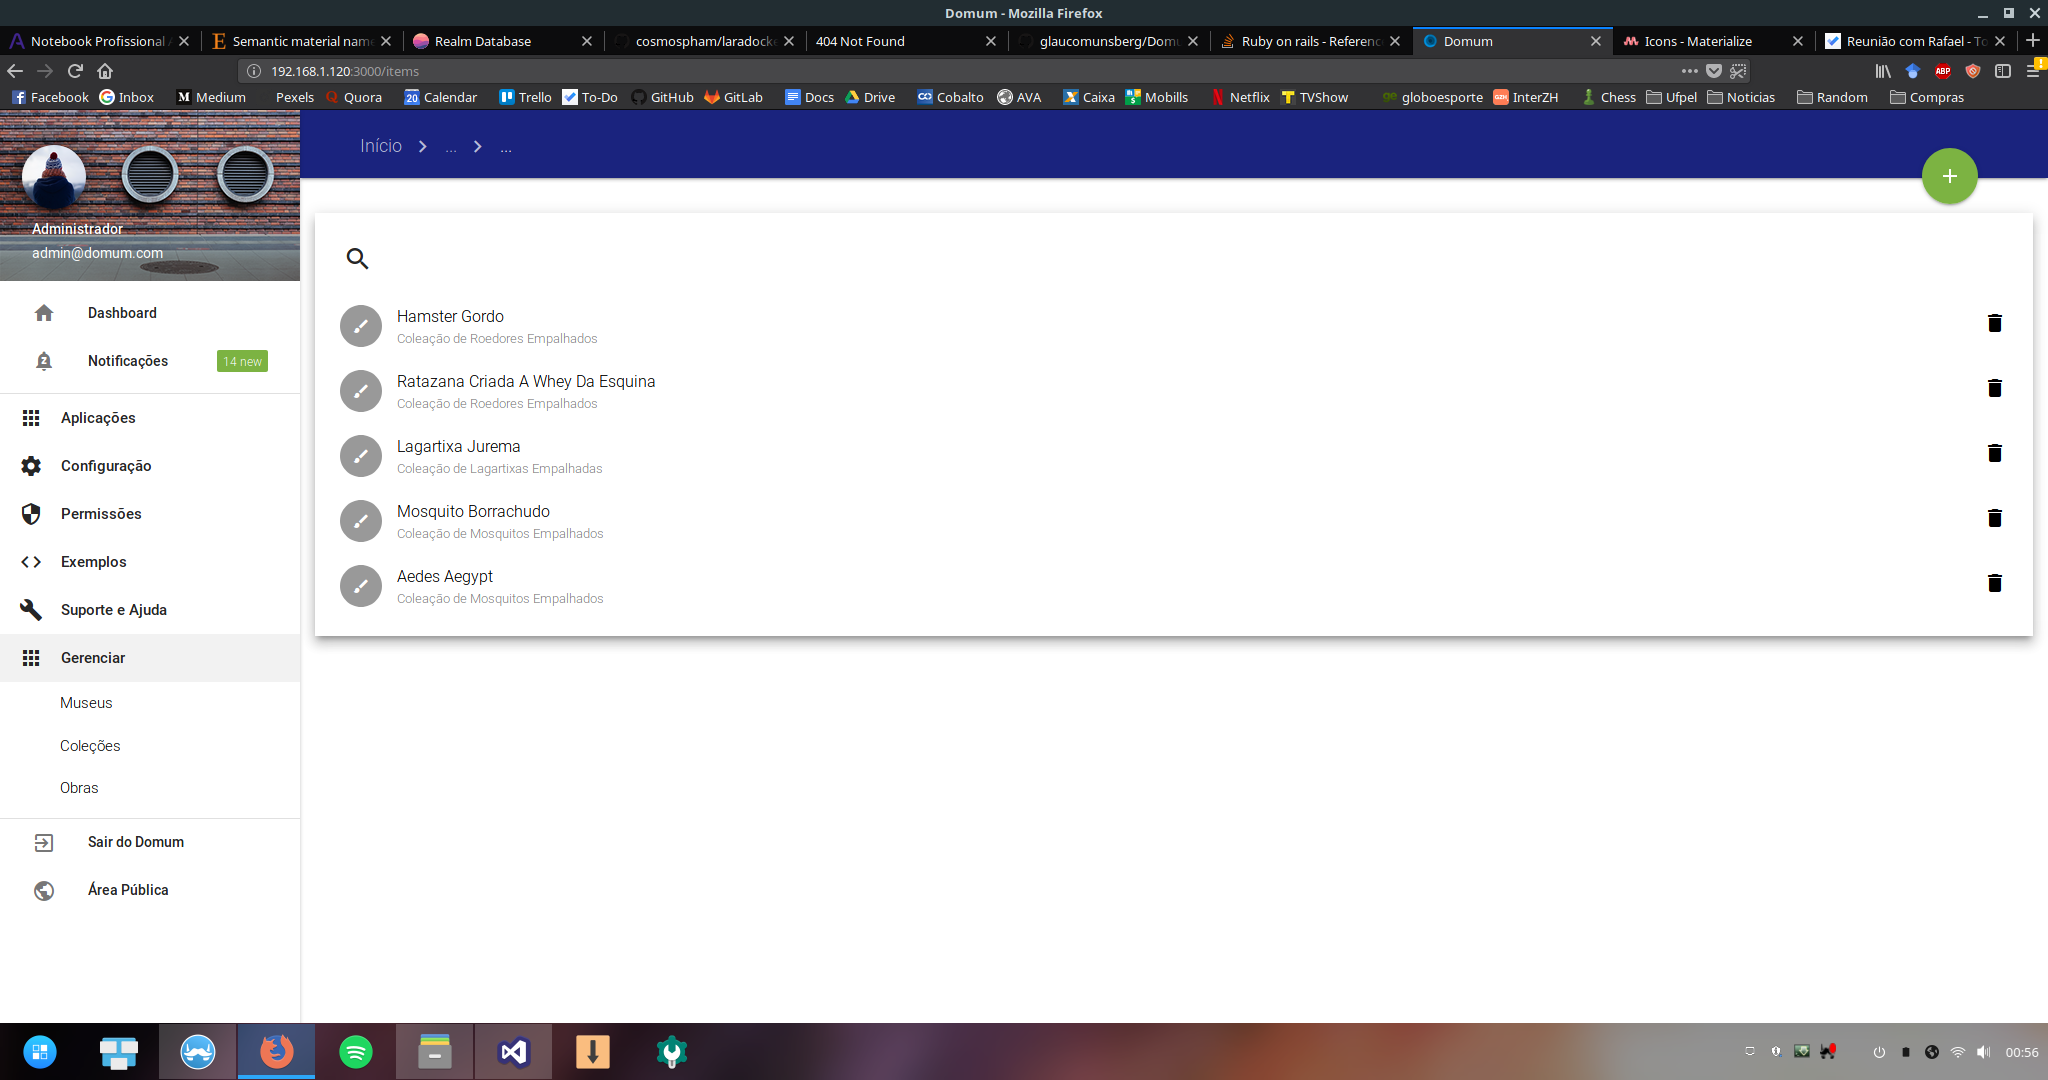 Domum - Mozilla Firefox
Notebook Profissional
Semantic material nam
Realm Database
cosmospham/laradock
404 Not Found
glaucomunsberg/Dom
Ruby on rails - Referenc
Domum
Icons - Materialize
Reunião com Rafael - To
192.168.1.120:3000/items
Facebook Inbox Medium Pexels Quora Calendar Trello To-Do GitHub GitLab Docs Drive Cobalto AVA Caixa Mobills Netflix TVShow globoesporte InterZH Chess Ufpel Noticias Random Compras
Início ... ...
Administrador
admin@domum.com
Dashboard
Notificações 14 new
Aplicações
Configuração
Permissões
Exemplos
Suporte e Ajuda
Gerenciar
Museus
Coleções
Obras
Sair do Domum
Área Pública
Hamster Gordo
Coleação de Roedores Empalhados
Ratazana Criada A Whey Da Esquina
Coleação de Roedores Empalhados
Lagartixa Jurema
Coleação de Lagartixas Empalhadas
Mosquito Borrachudo
Coleação de Mosquitos Empalhados
Aedes Aegypt
Coleação de Mosquitos Empalhados
00:56